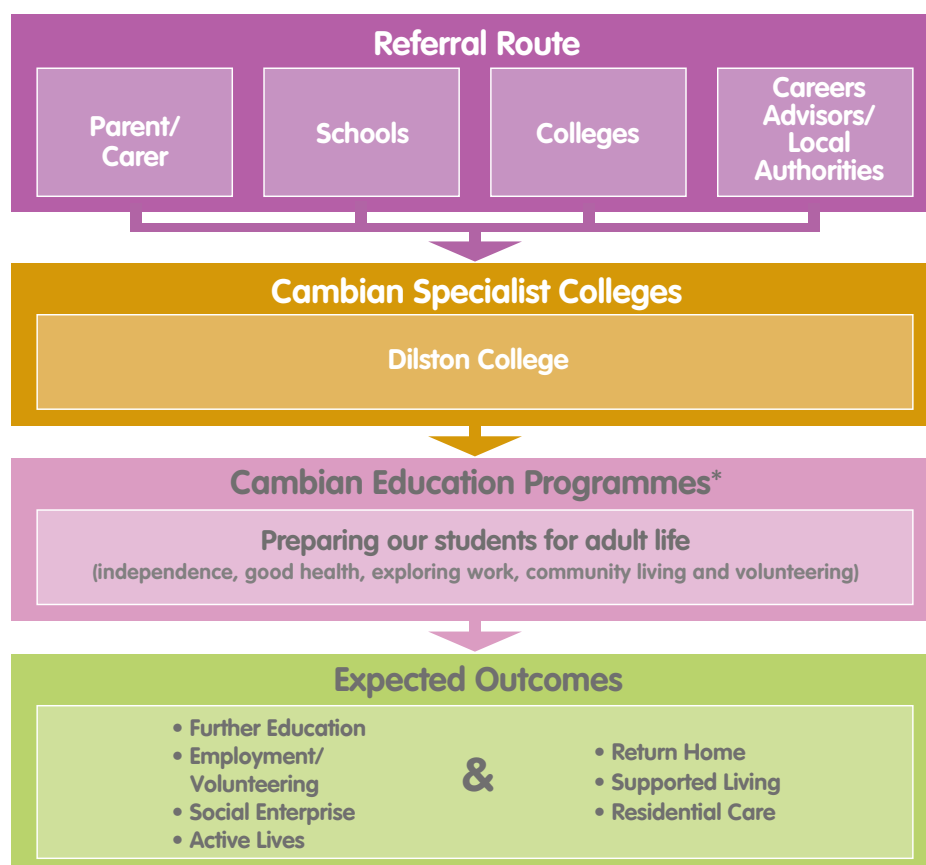 Referral Route
Parent/
Carer
Schools
Colleges
Careers
Advisors/
Local
Authorities
Cambian Specialist Colleges
Dilston College
Cambian Education Programmes*
Preparing our students for adult life
(independence, good health, exploring work, community living and volunteering)
Expected Outcomes
• Further Education
• Employment/
Volunteering
• Social Enterprise
• Active Lives
&
• Return Home
• Supported Living
• Residential Care